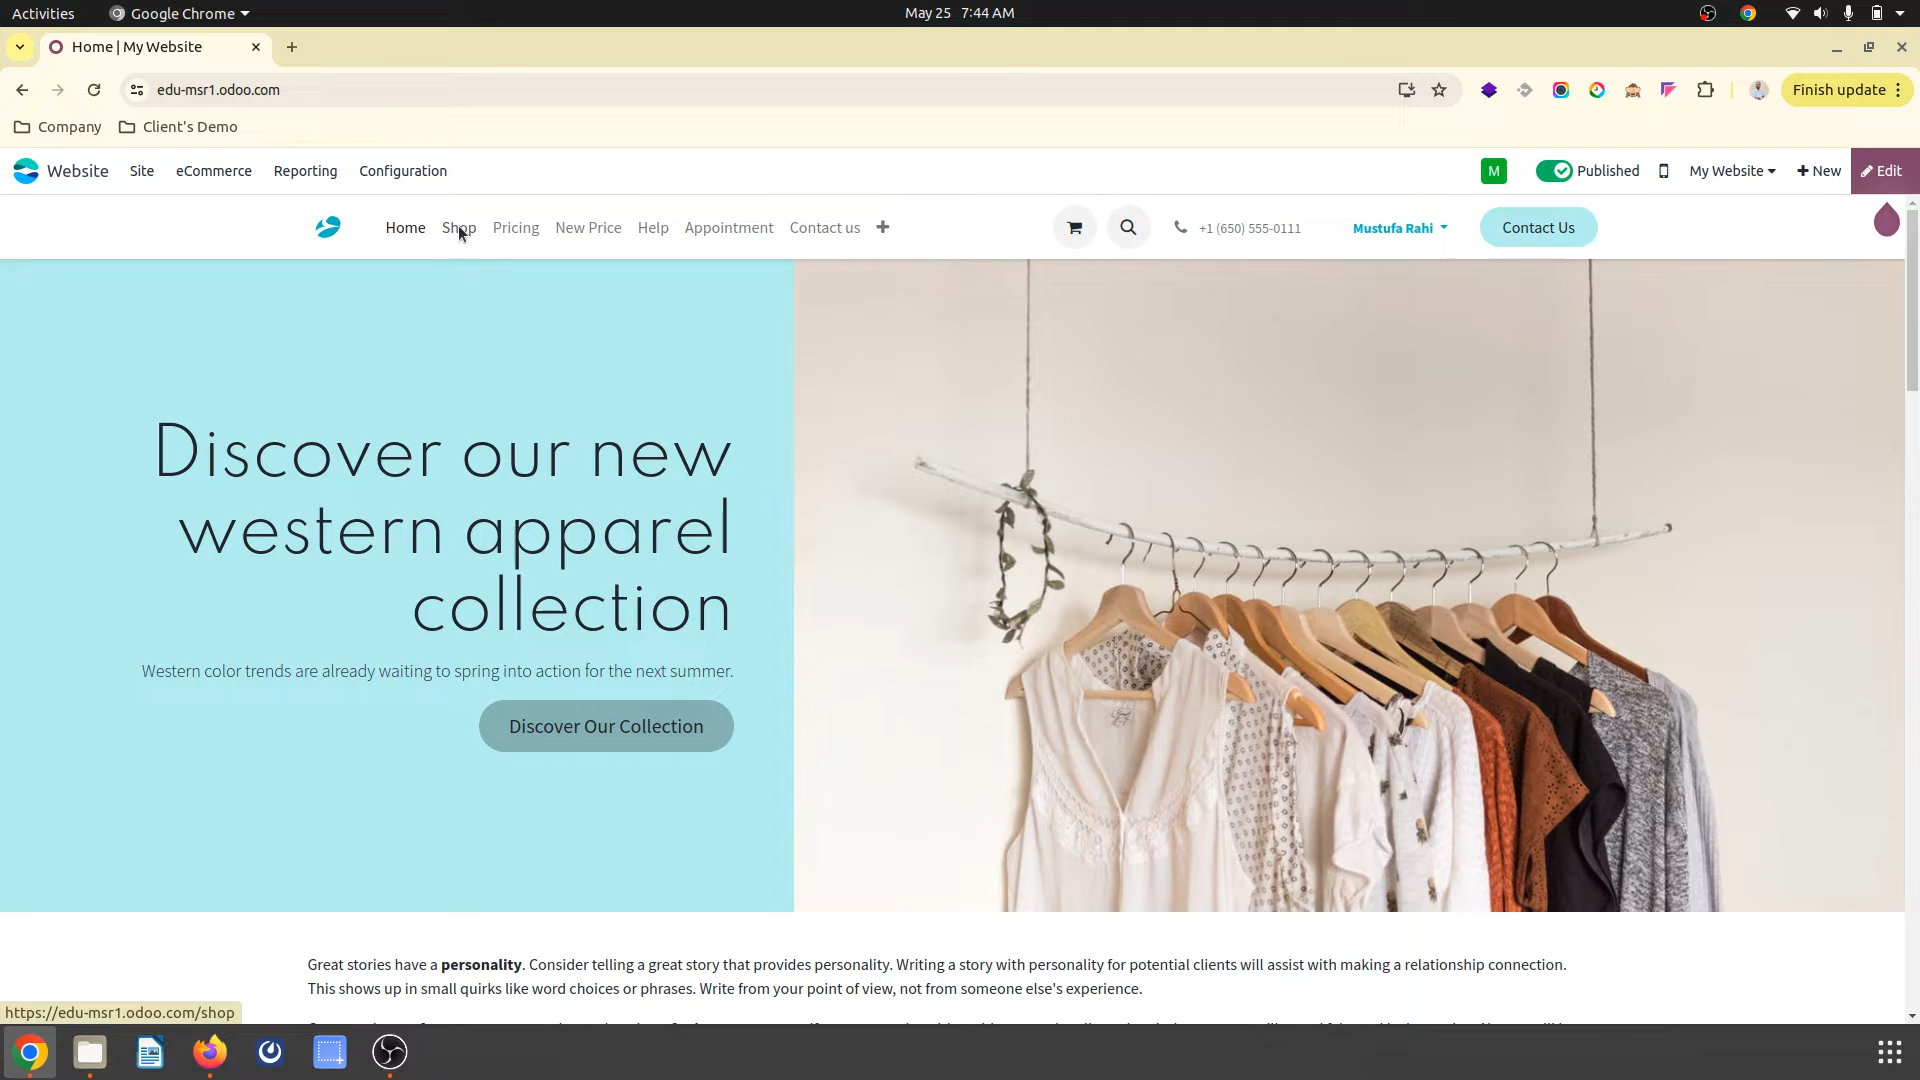 Activities
Google Chrome
May 25 7:44 AM
Home | My Website
edu-msr1.odoo.com
Finish update
Company
Client's Demo
Website
Site
eCommerce
Reporting
Configuration
M
Published
My Website
New
Edit
Home
Shop
Pricing
New Price
Help
Appointment
Contact us
+1 (650) 555-0111
Mustufa Rahi
Contact Us
Discover our new
western apparel
collection
Western color trends are already waiting to spring into action for the next summer.
Discover Our Collection
Great stories have a personality. Consider telling a great story that provides personality. Writing a story with personality for potential clients will assist with making a relationship connection.
This shows up in small quirks like word choices or phrases. Write from your point of view, not from someone else's experience.
https://edu-msr1.odoo.com/shop